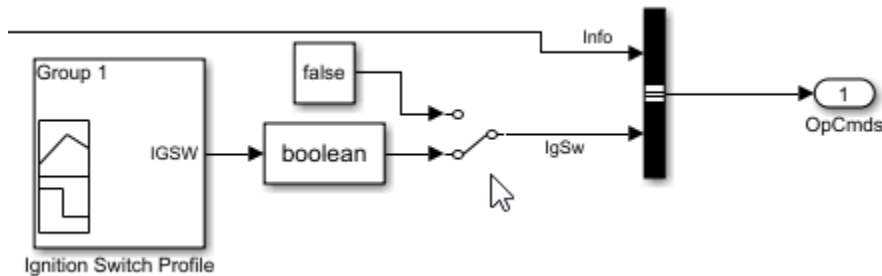 Info
Group 1
false
IGSW
boolean
IgSw
1
OpCmds
Ignition Switch Profile